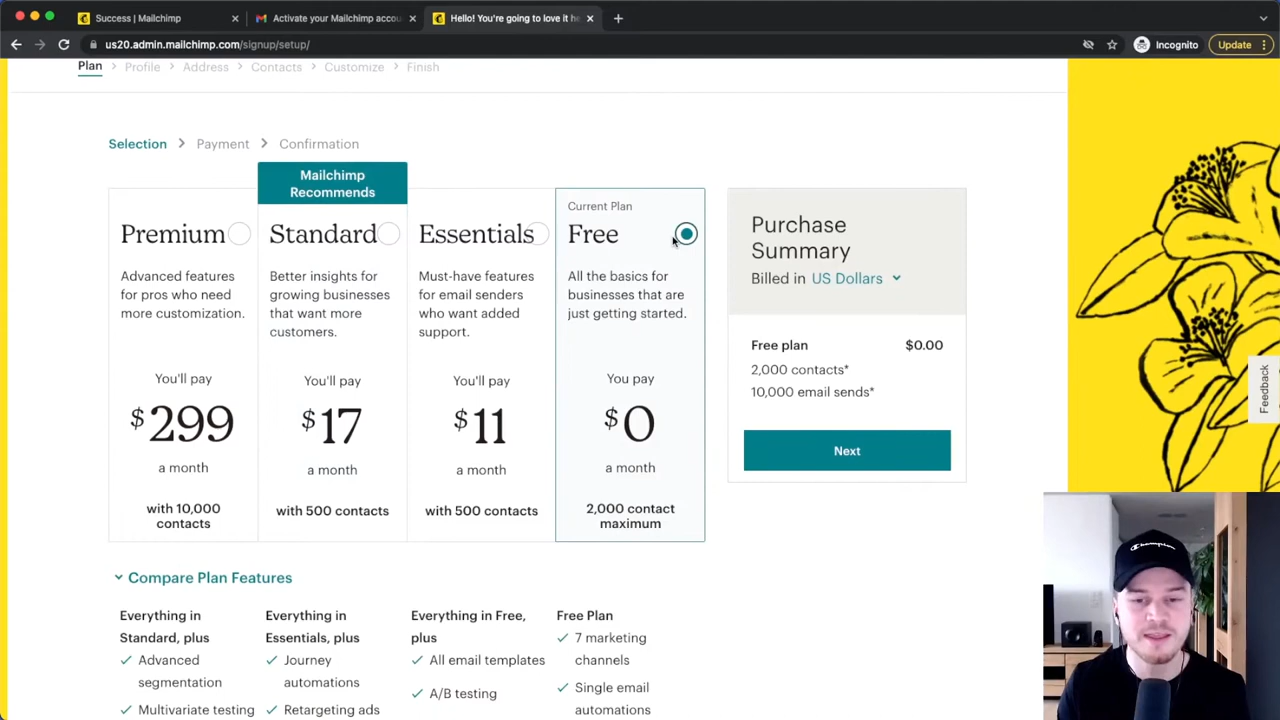 Success | Mailchimp
Activate your Mailchimp accou
Hello! You're going to love it he
us20.admin.mailchimp.com/signup/setup/
Incognito
Update
Plan
Profile
Address
Contacts
Customize
Finish
Selection
Payment
Confirmation
Mailchimp
Recommends
Premium
Advanced features
for pros who need
more customization.
You'll pay
$299
a month
with 10,000
contacts
Standard
Better insights for
growing businesses
that want more
customers.
You'll pay
$17
a month
with 500 contacts
Essentials
Must-have features
for email senders
who want added
support.
You'll pay
$11
a month
with 500 contacts
Current Plan
Free
All the basics for
businesses that are
just getting started.
You pay
$0
a month
2,000 contact
maximum
Purchase
Summary
Billed in US Dollars
Free plan $0.00
2,000 contacts*
10,000 email sends*
Next
Feedback
Compare Plan Features
Everything in
Standard, plus
Advanced
segmentation
Multivariate testing
Everything in
Essentials, plus
Journey
automations
Retargeting ads
Everything in Free,
plus
All email templates
A/B testing
Free Plan
7 marketing
channels
Single email
automations
Champion